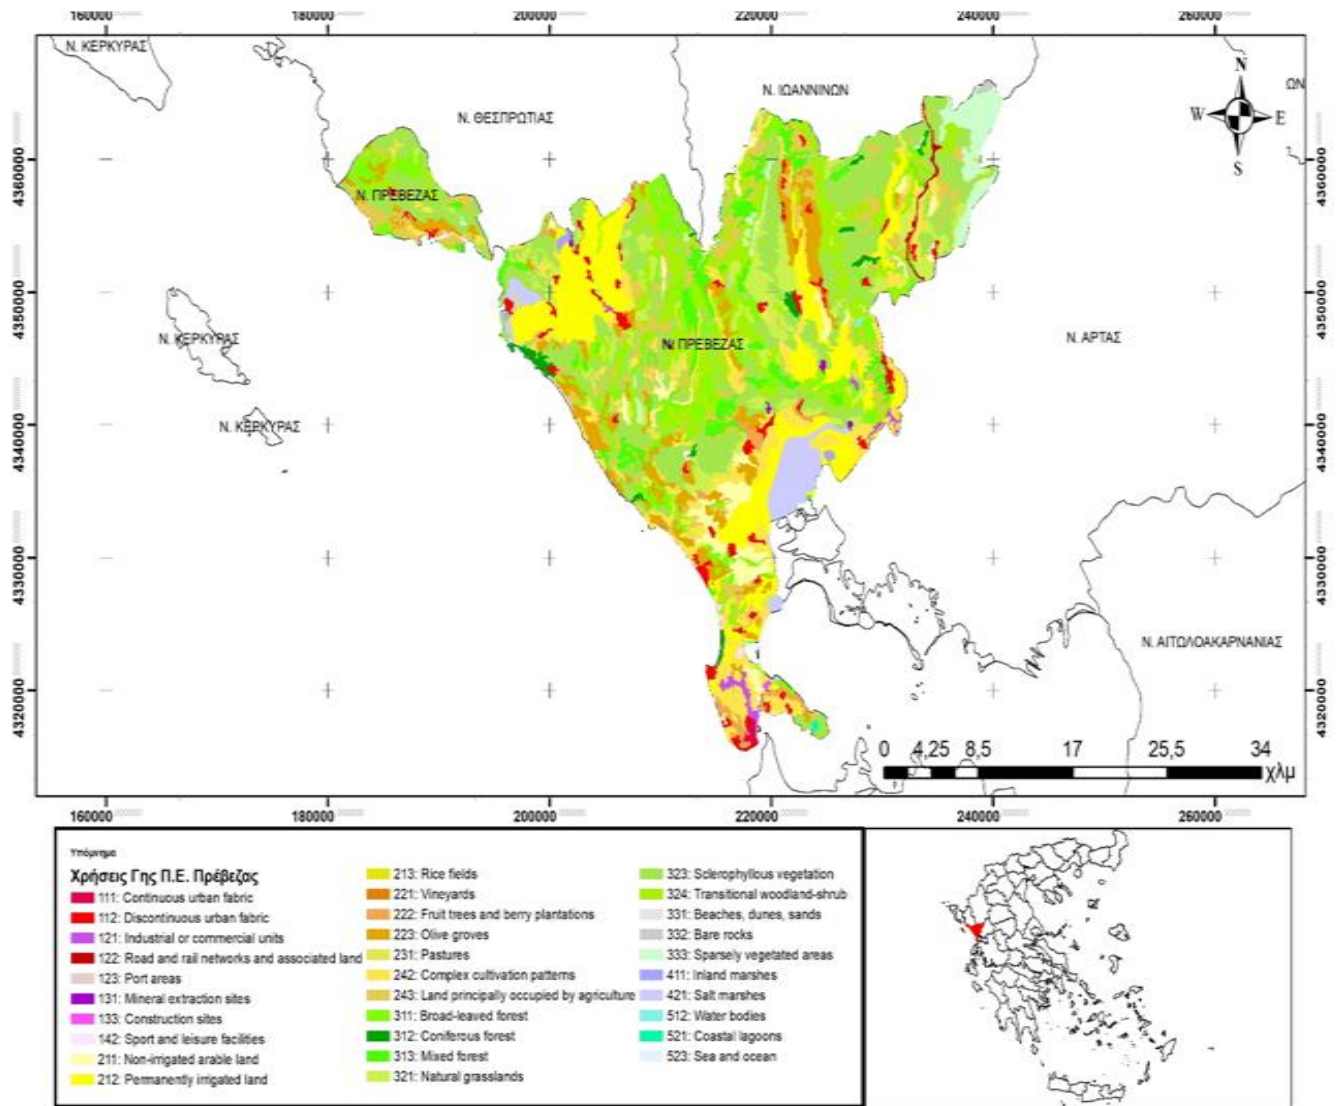 160000 180000 200000 220000 240000 260000
Ν. ΚΕΡΚΥΡΑΣ
Ν. ΘΕΣΠΡΩΤΙΑΣ
Ν. ΙΩΑΝΝΙΝΩΝ
ΩΝ
N
W E
S
4360000 4360000
Ν. ΠΡΕΒΕΖΑΣ
4350000 4350000
Ν. ΚΕΡΚΥΡΑΣ
Ν. ΠΡΕΒΕΖΑΣ
Ν. ΑΡΤΑΣ
4340000 4340000
Ν. ΚΕΡΚΥΡΑΣ
4330000 4330000
Ν. ΑΙΤΩΛΟΑΚΑΡΝΑΝΙΑΣ
4320000 4320000
0 4,25 8,5 17 25,5 34
χλμ
160000 180000 200000 220000 240000 260000
Υπόμνημα
Χρήσεις Γης Π.Ε. Πρέβεζας
111: Continuous urban fabric
112: Discontinuous urban fabric
121: Industrial or commercial units
122: Road and rail networks and associated land
123: Port areas
131: Mineral extraction sites
133: Construction sites
142: Sport and leisure facilities
211: Non-irrigated arable land
212: Permanently irrigated land
213: Rice fields
221: Vineyards
222: Fruit trees and berry plantations
223: Olive groves
231: Pastures
242: Complex cultivation patterns
243: Land principally occupied by agriculture
311: Broad-leaved forest
312: Coniferous forest
313: Mixed forest
321: Natural grasslands
323: Sclerophyllous vegetation
324: Transitional woodland-shrub
331: Beaches, dunes, sands
332: Bare rocks
333: Sparsely vegetated areas
411: Inland marshes
421: Salt marshes
512: Water bodies
521: Coastal lagoons
523: Sea and ocean